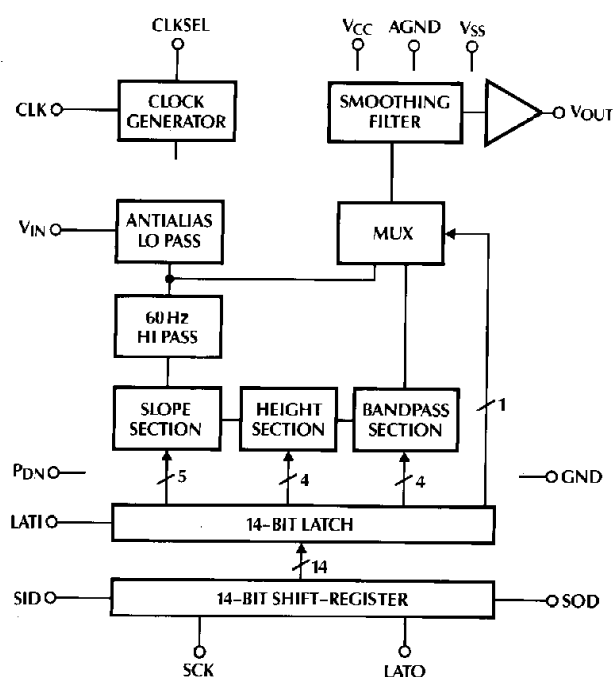 CLKSEL
VCC
AGND
VSS
CLK
CLOCK
GENERATOR
SMOOTHING
FILTER
VOUT
VIN
ANTIALIAS
LO PASS
MUX
60 Hz
HI PASS
SLOPE
SECTION
HEIGHT
SECTION
BANDPASS
SECTION
1
PDN
5
4
4
GND
LATI
14-BIT LATCH
14
SID
14-BIT SHIFT-REGISTER
SOD
SCK
LATO